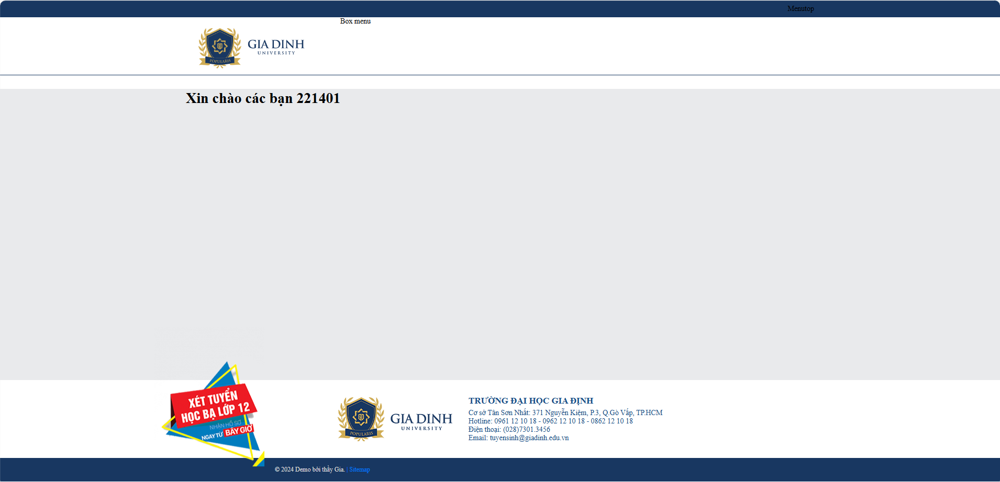 Menutop
Box menu
GIA DINH
UNIVERSITY
POPULARIS
Xin chào các bạn 221401
XÉT TUYỂN
HỌC BẠ LỚP 12
NHẬN HỒ SƠ
NGAY TỪ BÂY GIỜ
GIA DINH
UNIVERSITY
POPULARIS
TRƯỜNG ĐẠI HỌC GIA ĐỊNH
Cơ sở Tân Sơn Nhất: 371 Nguyễn Kiệm, P.3, Q.Gò Vấp, TP.HCM
Hotline: 0961 12 10 18 - 0962 12 10 18 - 0862 12 10 18
Điện thoại: (028)7301.3456
Email: tuyensinh@giadinh.edu.vn
© 2024 Demo bởi thầy Gia. | Sitemap